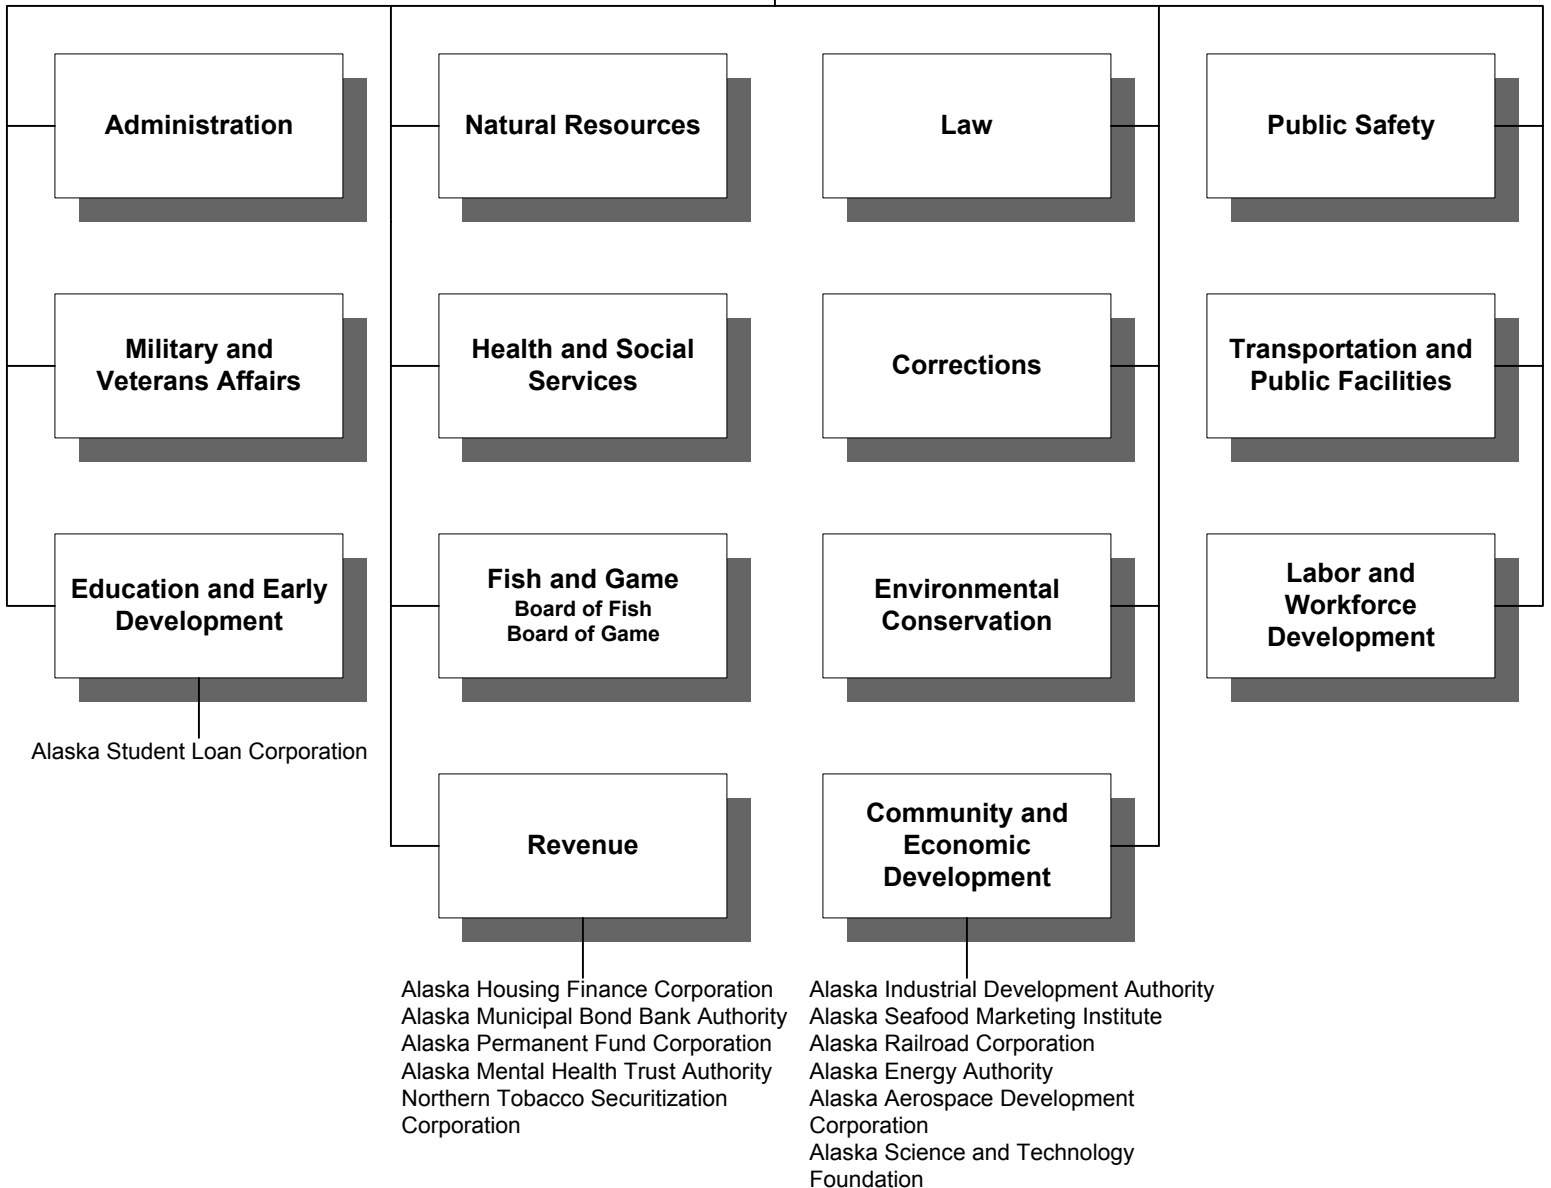 Administration
Natural Resources
Law
Public Safety
Military and
Veterans Affairs
Health and Social
Services
Corrections
Transportation and
Public Facilities
Education and Early
Development
Fish and Game
Board of Fish
Board of Game
Environmental
Conservation
Labor and
Workforce
Development
Alaska Student Loan Corporation
Revenue
Community and
Economic
Development
Alaska Housing Finance Corporation
Alaska Municipal Bond Bank Authority
Alaska Permanent Fund Corporation
Alaska Mental Health Trust Authority
Northern Tobacco Securitization
Corporation
Alaska Industrial Development Authority
Alaska Seafood Marketing Institute
Alaska Railroad Corporation
Alaska Energy Authority
Alaska Aerospace Development
Corporation
Alaska Science and Technology
Foundation